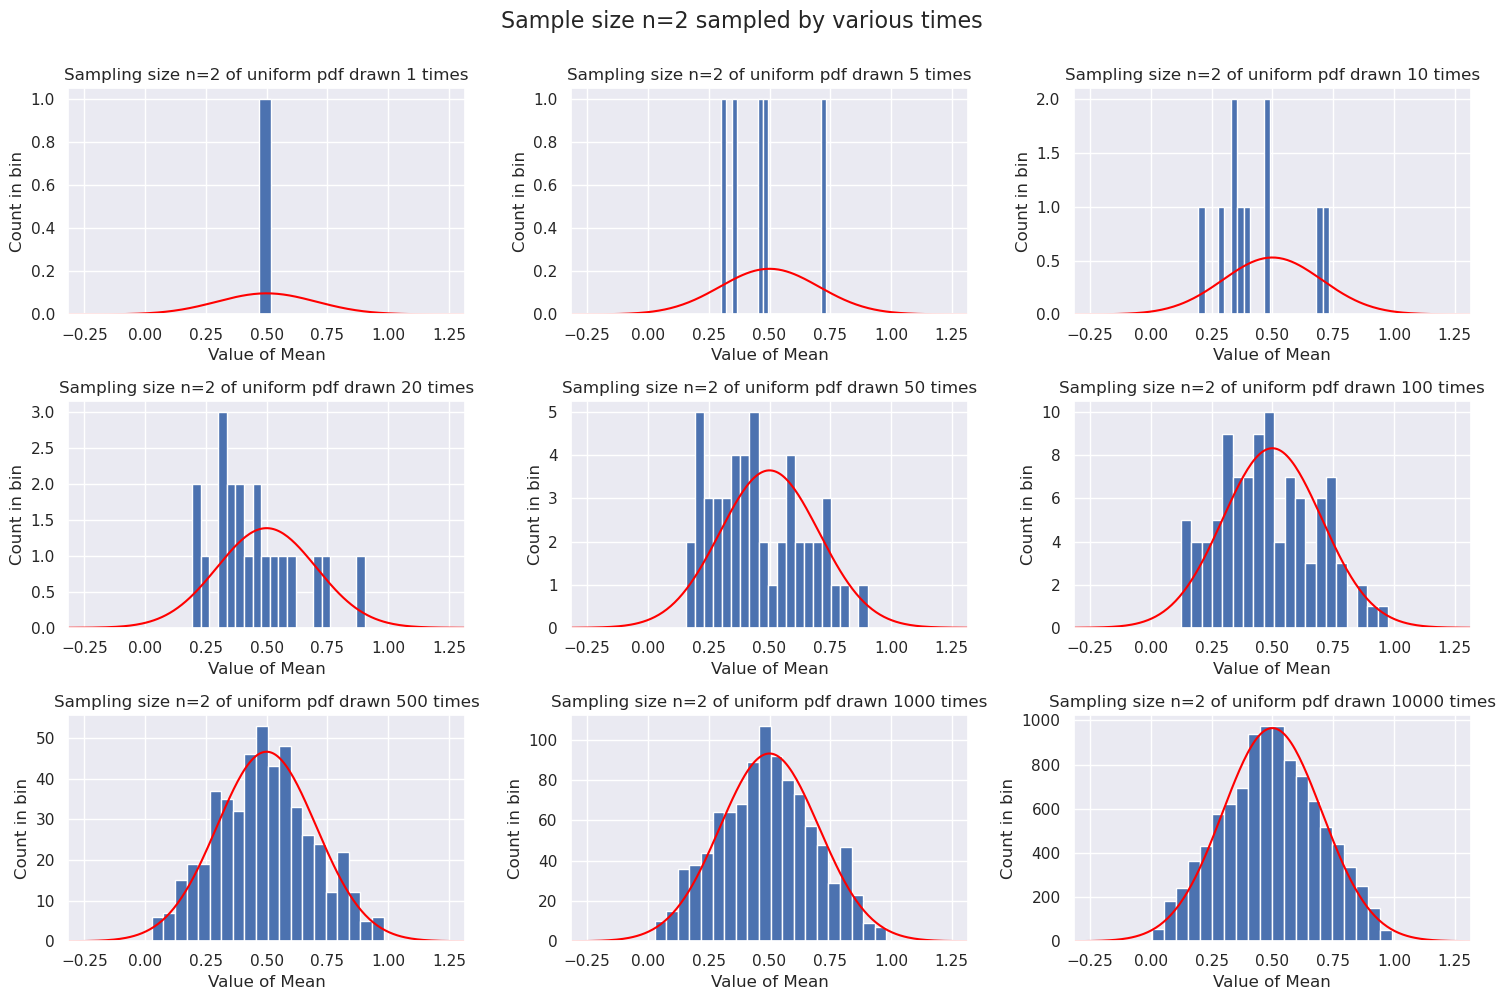 Sample size n=2 sampled by various times
Sampling size n=2 of uniform pdf drawn 1 times
Count in bin
1.0
0.8
0.6
0.4
0.2
0.0
−0.25 0.00 0.25 0.50 0.75 1.00 1.25
Value of Mean
Sampling size n=2 of uniform pdf drawn 5 times
Count in bin
1.0
0.8
0.6
0.4
0.2
0.0
−0.25 0.00 0.25 0.50 0.75 1.00 1.25
Value of Mean
Sampling size n=2 of uniform pdf drawn 10 times
Count in bin
2.0
1.5
1.0
0.5
0.0
−0.25 0.00 0.25 0.50 0.75 1.00 1.25
Value of Mean
Sampling size n=2 of uniform pdf drawn 20 times
Count in bin
3.0
2.5
2.0
1.5
1.0
0.5
0.0
−0.25 0.00 0.25 0.50 0.75 1.00 1.25
Value of Mean
Sampling size n=2 of uniform pdf drawn 50 times
Count in bin
5
4
3
2
1
0
−0.25 0.00 0.25 0.50 0.75 1.00 1.25
Value of Mean
Sampling size n=2 of uniform pdf drawn 100 times
Count in bin
10
8
6
4
2
0
−0.25 0.00 0.25 0.50 0.75 1.00 1.25
Value of Mean
Sampling size n=2 of uniform pdf drawn 500 times
Count in bin
50
40
30
20
10
0
−0.25 0.00 0.25 0.50 0.75 1.00 1.25
Value of Mean
Sampling size n=2 of uniform pdf drawn 1000 times
Count in bin
100
80
60
40
20
0
−0.25 0.00 0.25 0.50 0.75 1.00 1.25
Value of Mean
Sampling size n=2 of uniform pdf drawn 10000 times
Count in bin
1000
800
600
400
200
0
−0.25 0.00 0.25 0.50 0.75 1.00 1.25
Value of Mean